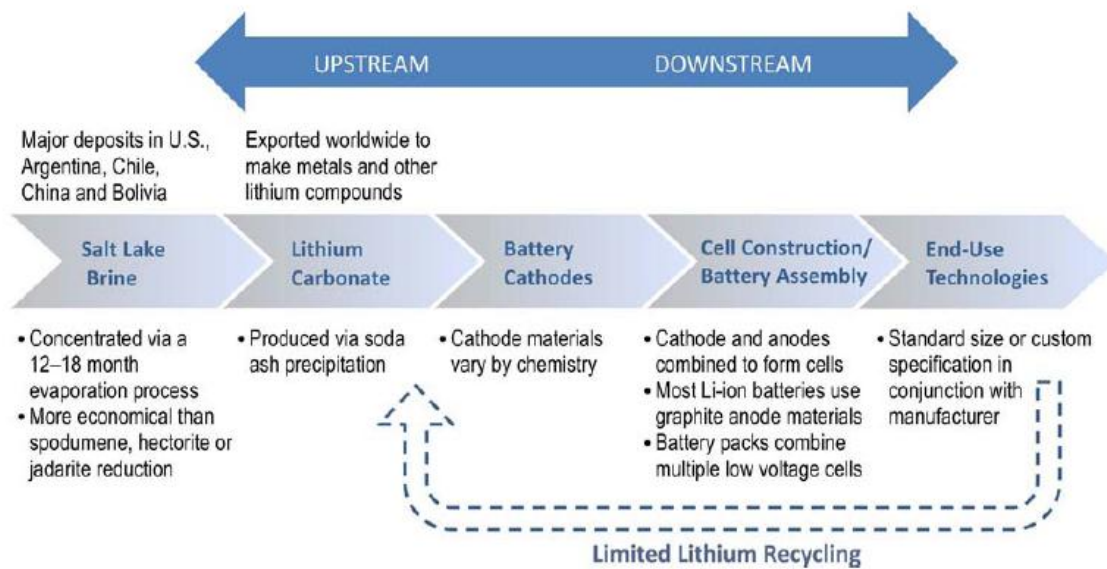 UPSTREAM
DOWNSTREAM
Major deposits in U.S.,
Argentina, Chile,
China and Bolivia
Exported worldwide to
make metals and other
lithium compounds
Salt Lake
Brine
Lithium
Carbonate
Battery
Cathodes
Cell Construction/
Battery Assembly
End-Use
Technologies
• Concentrated via a
12–18 month
evaporation process
• More economical than
spodumene, hectorite or
jadarite reduction
• Produced via soda
ash precipitation
• Cathode materials
vary by chemistry
• Cathode and anodes
combined to form cells
• Most Li-ion batteries use
graphite anode materials
• Battery packs combine
multiple low voltage cells
• Standard size or custom
specification in
conjunction with
manufacturer
Limited Lithium Recycling